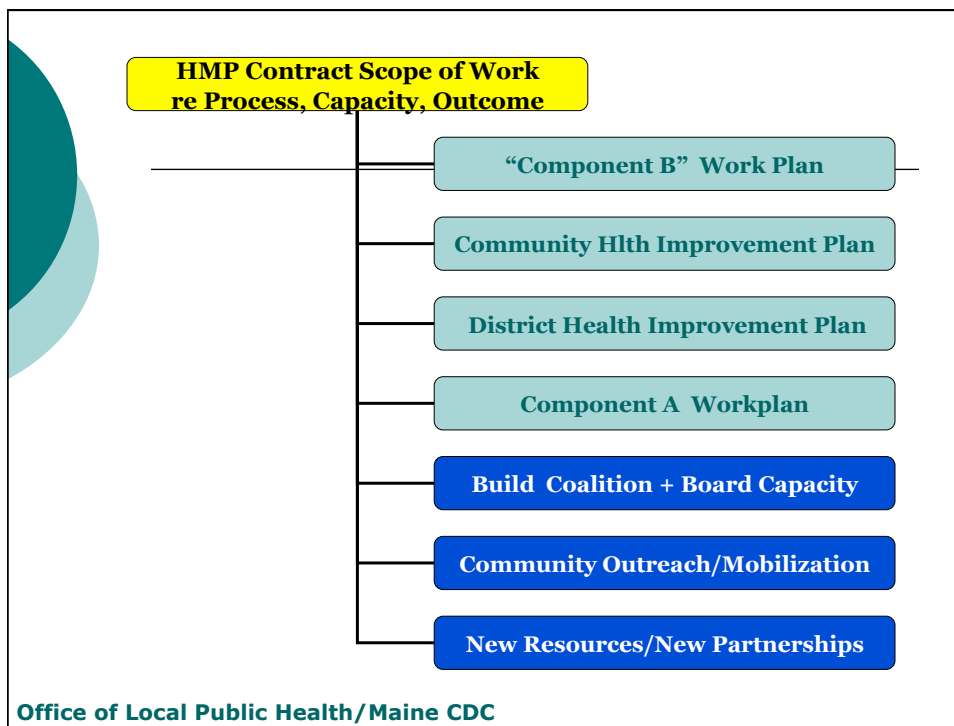 HMP Contract Scope of Work
re Process, Capacity, Outcome
“Component B”  Work Plan
Community Hlth Improvement Plan
District Health Improvement Plan
Component A  Workplan
Build  Coalition + Board Capacity
Community Outreach/Mobilization
New Resources/New Partnerships
Office of Local Public Health/Maine CDC